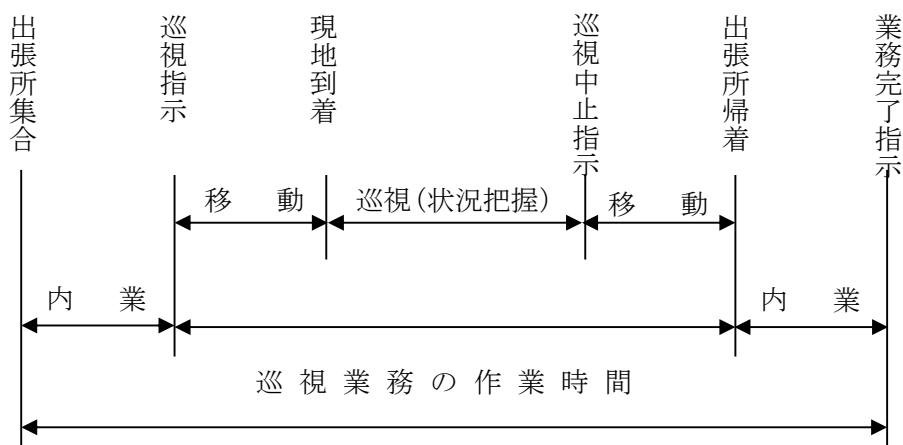 出張所集合
巡視指示
現地到着
巡視中止指示
出張所帰着
業務完了指示
移 動
巡視(状況把握)
移 動
内 業
内 業
巡視業務の作業時間